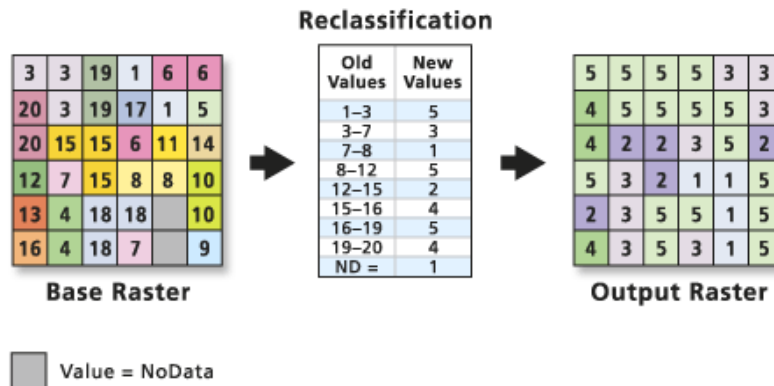 Reclassification
3 3 19 1 6 6
20 3 19 17 1 5
20 15 15 6 11 14
12 7 15 8 8 10
13 4 18 18 10
16 4 18 7 9
Base Raster
Old Values New Values
1–3 5
3–7 3
7–8 1
8–12 5
12–15 2
15–16 4
16–19 5
19–20 4
ND = 1
5 5 5 5 3 3
4 5 5 5 5 3
4 2 2 3 5 2
5 3 2 1 1 5
2 3 5 5 1 5
4 3 5 3 1 5
Output Raster
Value = NoData